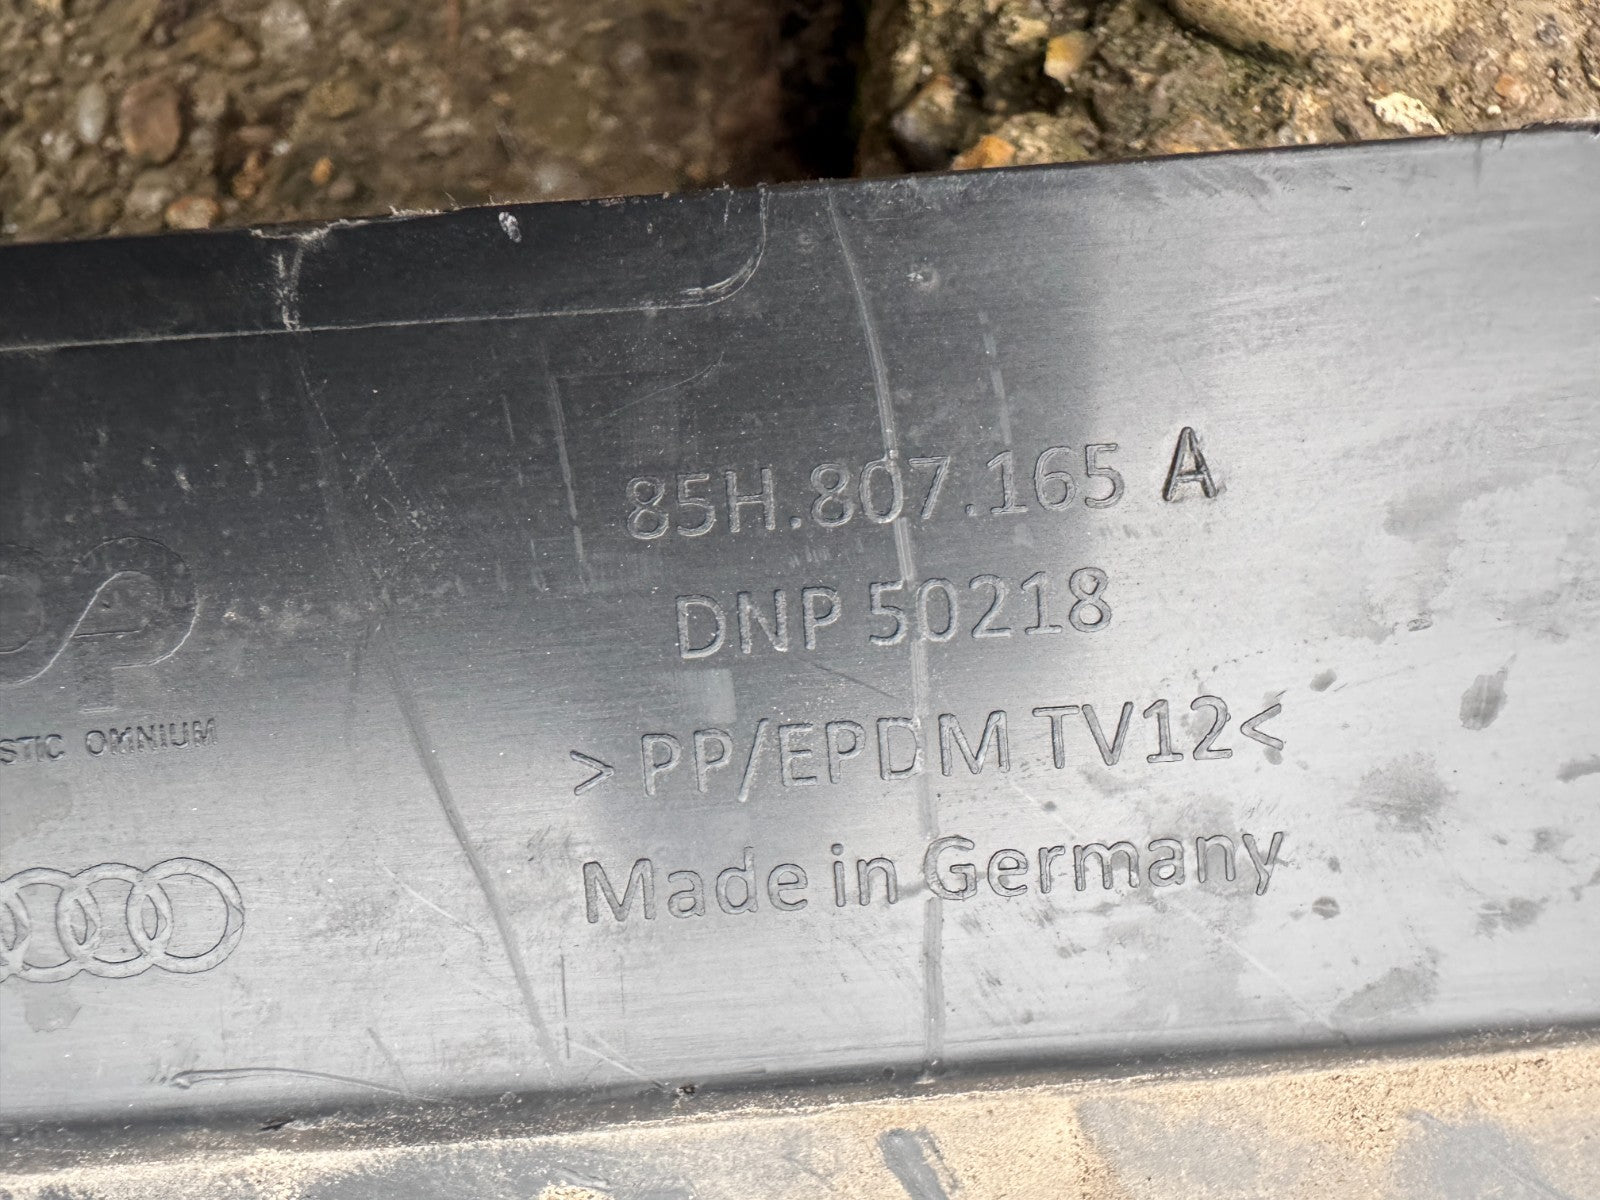 85H.807.165 A
DNP 50218
>PP/EPDM TV12<
Made in Germany
STIC OMNIUM